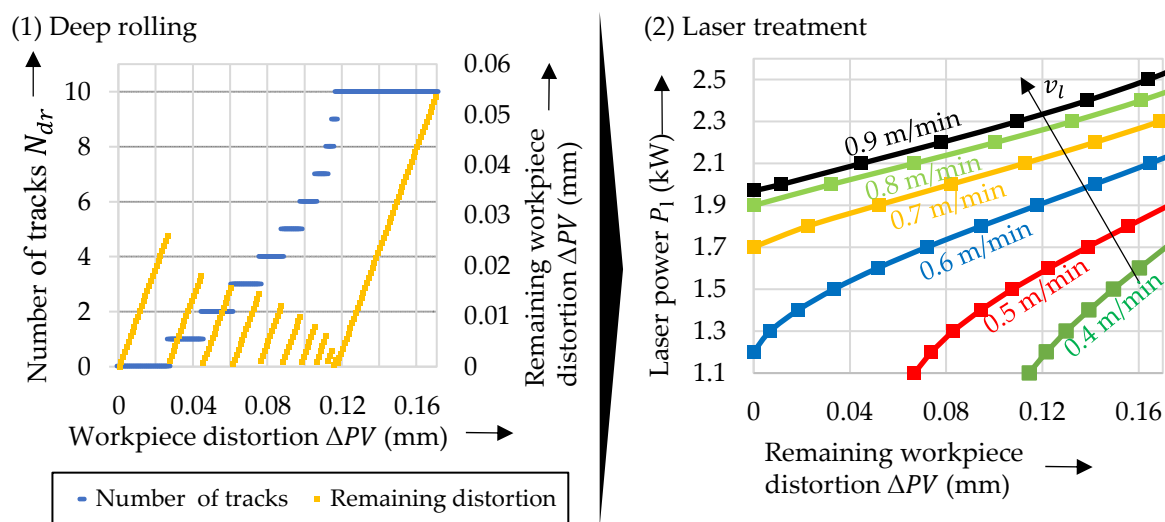 (1) Deep rolling
Number of tracks N_dr
10
8
6
4
2
0
0.06
0.05
0.04
0.03
0.02
0.01
0
Remaining workpiece
distortion ΔPV (mm)
0 0.04 0.08 0.12 0.16
Workpiece distortion ΔPV (mm)
Number of tracks Remaining distortion
(2) Laser treatment
Laser power P_l (kW)
2.5
2.3
2.1
1.9
1.7
1.5
1.3
1.1
v_l
0.9 m/min
0.8 m/min
0.7 m/min
0.6 m/min
0.5 m/min
0.4 m/min
0 0.04 0.08 0.12 0.16
Remaining workpiece
distortion ΔPV (mm)